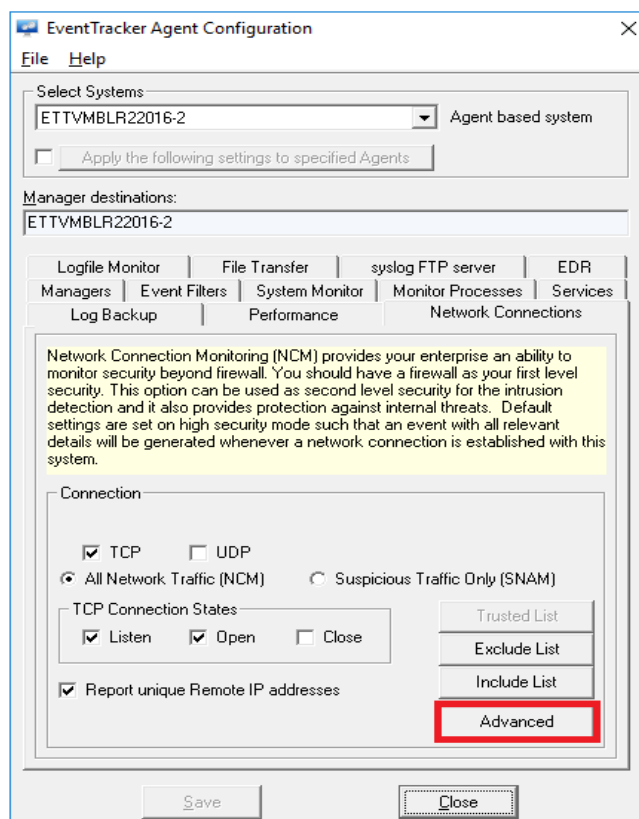 EventTracker Agent Configuration
File Help
Select Systems
ETTVMBLR22016-2 Agent based system
Apply the following settings to specified Agents
Manager destinations:
ETTVMBLR22016-2
Logfile Monitor File Transfer syslog FTP server EDR
Managers Event Filters System Monitor Monitor Processes Services
Log Backup Performance Network Connections
Network Connection Monitoring (NCM) provides your enterprise an ability to
monitor security beyond firewall. You should have a firewall as your first level
security. This option can be used as second level security for the intrusion
detection and it also provides protection against internal threats. Default
settings are set on high security mode such that an event with all relevant
details will be generated whenever a network connection is established with this
system.
Connection
TCP UDP
All Network Traffic (NCM) Suspicious Traffic Only (SNAM)
TCP Connection States
Listen Open Close
Trusted List
Exclude List
Include List
Report unique Remote IP addresses
Advanced
Save Close